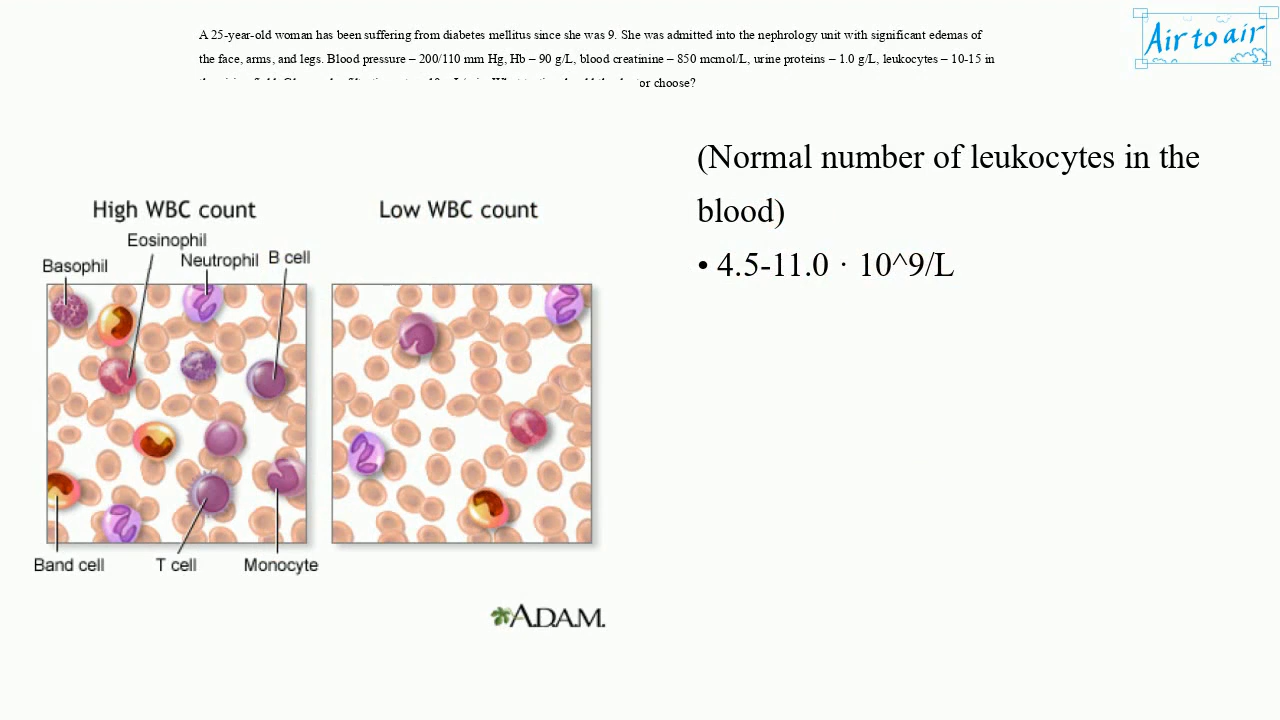 A 25-year-old woman has been suffering from diabetes mellitus since she was 9. She was admitted into the nephrology unit with significant edemas of
the face, arms, and legs. Blood pressure – 200/110 mm Hg, Hb – 90 g/L, blood creatinine – 850 mcmol/L, urine proteins – 1.0 g/L, leukocytes – 10-15 in
or choose?
Air to air
(Normal number of leukocytes in the
blood)
• 4.5-11.0 · 10^9/L
High WBC count
Low WBC count
Eosinophil
Basophil
Neutrophil
B cell
Band cell
T cell
Monocyte
A.D.A.M.